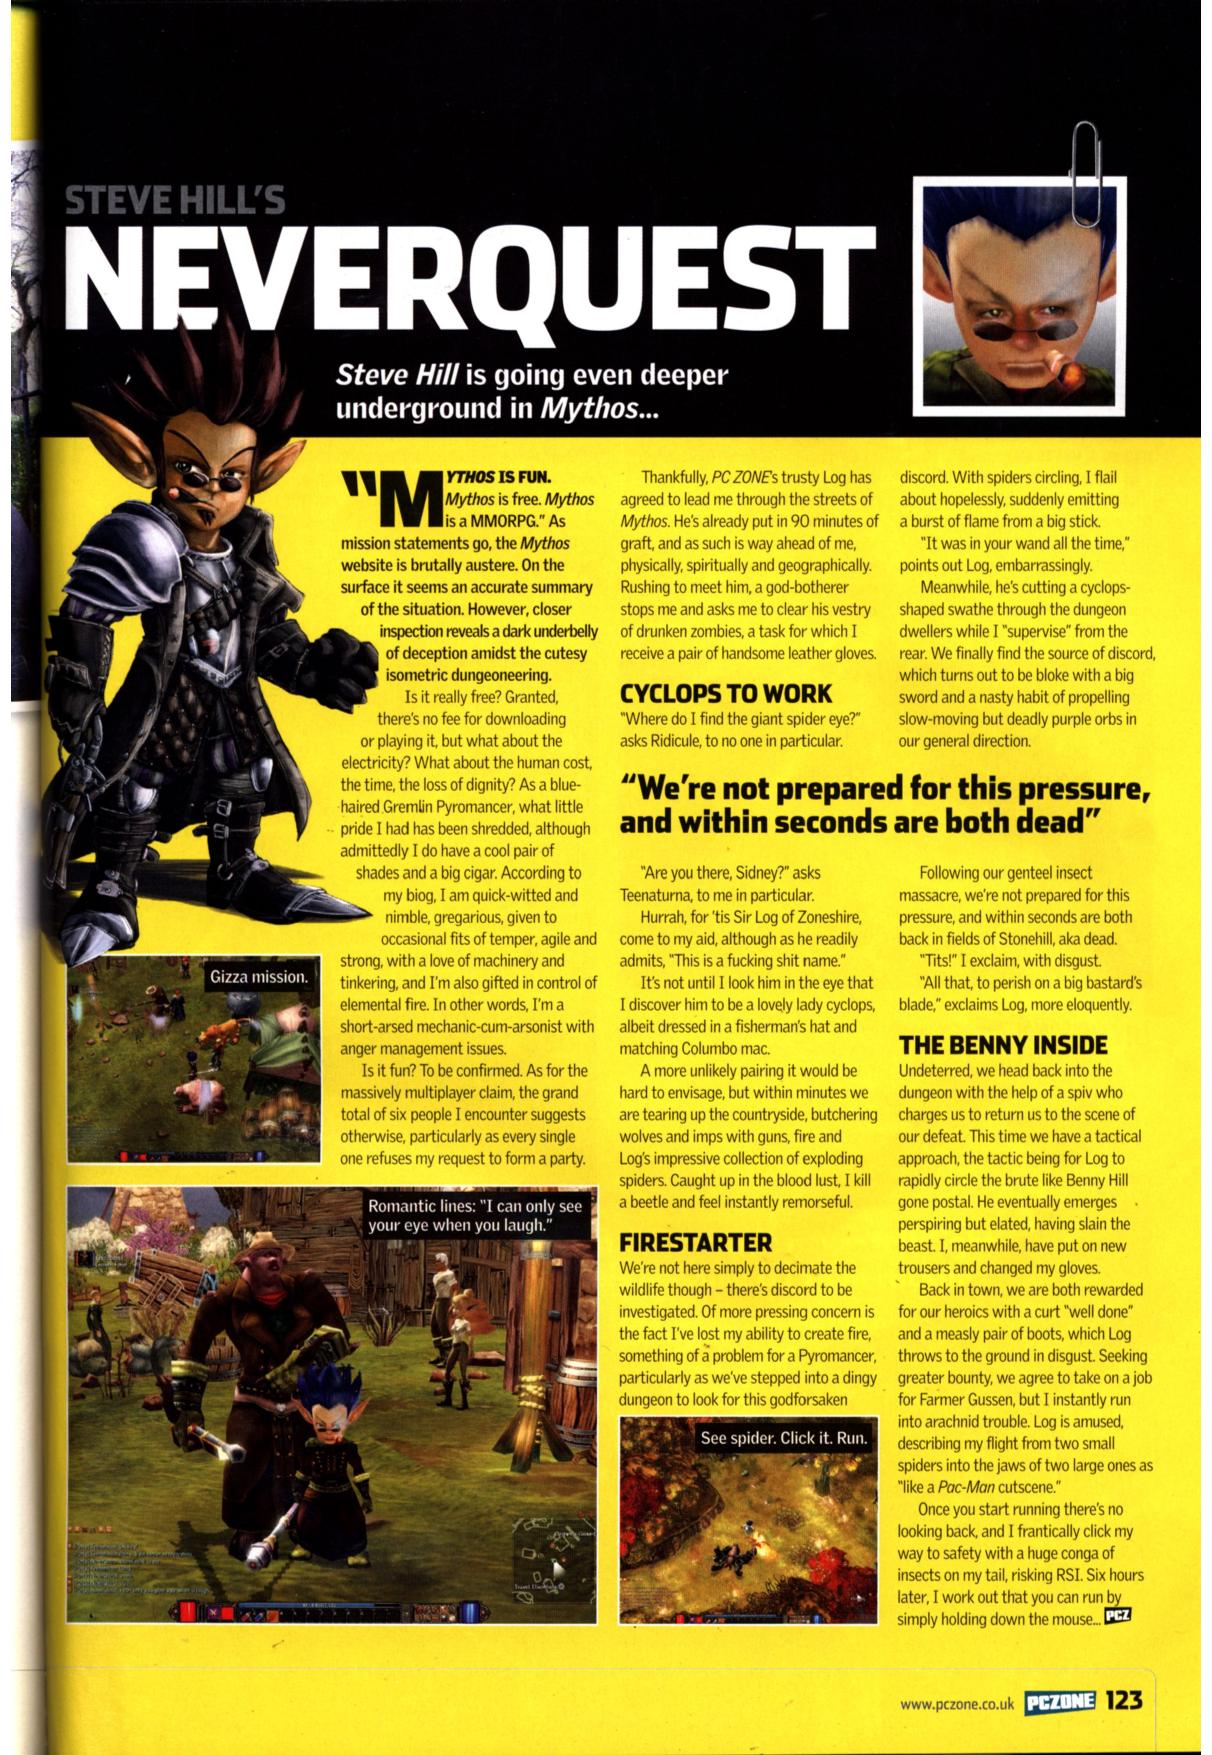 STEVE HILL'S
NEVERQUEST
Steve Hill is going even deeper
underground in Mythos...
"MYTHOS IS FUN.
Mythos is free. Mythos
is a MMORPG." As
mission statements go, the Mythos
website is brutally austere. On the
surface it seems an accurate summary
of the situation. However, closer
inspection reveals a dark underbelly
of deception amidst the cutesy
isometric dungeoneering.
Is it really free? Granted,
there's no fee for downloading
or playing it, but what about the
electricity? What about the human cost,
the time, the loss of dignity? As a blue-
haired Gremlin Pyromancer, what little
pride I had has been shredded, although
admittedly I do have a cool pair of
shades and a big cigar. According to
my biog, I am quick-witted and
nimble, gregarious, given to
occasional fits of temper, agile and
strong, with a love of machinery and
tinkering, and I'm also gifted in control of
elemental fire. In other words, I'm a
short-arsed mechanic-cum-arsonist with
anger management issues.
Is it fun? To be confirmed. As for the
massively multiplayer claim, the grand
total of six people I encounter suggests
otherwise, particularly as every single
one refuses my request to form a party.
Gizza mission.
Romantic lines: "I can only see
your eye when you laugh."
Thankfully, PC ZONE's trusty Log has
agreed to lead me through the streets of
Mythos. He's already put in 90 minutes of
graft, and as such is way ahead of me,
physically, spiritually and geographically.
Rushing to meet him, a god-botherer
stops me and asks me to clear his vestry
of drunken zombies, a task for which I
receive a pair of handsome leather gloves.
CYCLOPS TO WORK
"Where do I find the giant spider eye?"
asks Ridicule, to no one in particular.
"We're not prepared for this pressure,
and within seconds are both dead"
"Are you there, Sidney?" asks
Teenaturna, to me in particular.
Hurrah, for 'tis Sir Log of Zoneshire,
come to my aid, although as he readily
admits, "This is a fucking shit name."
It's not until I look him in the eye that
I discover him to be a lovely lady cyclops,
albeit dressed in a fisherman's hat and
matching Columbo mac.
A more unlikely pairing it would be
hard to envisage, but within minutes we
are tearing up the countryside, butchering
wolves and imps with guns, fire and
Log's impressive collection of exploding
spiders. Caught up in the blood lust, I kill
a beetle and feel instantly remorseful.
FIRESTARTER
We're not here simply to decimate the
wildlife though – there's discord to be
investigated. Of more pressing concern is
the fact I've lost my ability to create fire,
something of a problem for a Pyromancer,
particularly as we've stepped into a dingy
dungeon to look for this godforsaken
See spider. Click it. Run.
discord. With spiders circling, I flail
about hopelessly, suddenly emitting
a burst of flame from a big stick.
"It was in your wand all the time,"
points out Log, embarrassingly.
Meanwhile, he's cutting a cyclops-
shaped swathe through the dungeon
dwellers while I "supervise" from the
rear. We finally find the source of discord,
which turns out to be bloke with a big
sword and a nasty habit of propelling
slow-moving but deadly purple orbs in
our general direction.
Following our genteel insect
massacre, we're not prepared for this
pressure, and within seconds are both
back in fields of Stonehill, aka dead.
"Tits!" I exclaim, with disgust.
"All that, to perish on a big bastard's
blade," exclaims Log, more eloquently.
THE BENNY INSIDE
Undeterred, we head back into the
dungeon with the help of a spiv who
charges us to return us to the scene of
our defeat. This time we have a tactical
approach, the tactic being for Log to
rapidly circle the brute like Benny Hill
gone postal. He eventually emerges
perspiring but elated, having slain the
beast. I, meanwhile, have put on new
trousers and changed my gloves.
Back in town, we are both rewarded
for our heroics with a curt "well done"
and a measly pair of boots, which Log
throws to the ground in disgust. Seeking
greater bounty, we agree to take on a job
for Farmer Gussen, but I instantly run
into arachnid trouble. Log is amused,
describing my flight from two small
spiders into the jaws of two large ones as
"like a Pac-Man cutscene."
Once you start running there's no
looking back, and I frantically click my
way to safety with a huge conga of
insects on my tail, risking RSI. Six hours
later, I work out that you can run by
simply holding down the mouse... PCZ
www.pczone.co.uk PCZONE 123